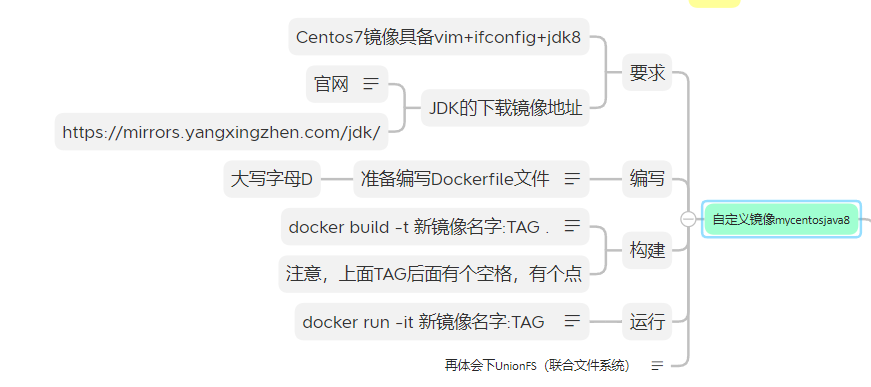 Centos7镜像具备vim+ifconfig+jdk8
要求
官网
JDK的下载镜像地址
https://mirrors.yangxingzhen.com/jdk/
大写字母D
准备编写Dockerfile文件
编写
自定义镜像mycentosjava8
docker build -t 新镜像名字:TAG .
构建
注意，上面TAG后面有个空格，有个点
docker run -it 新镜像名字:TAG
运行
再体会下UnionFS（联合文件系统）